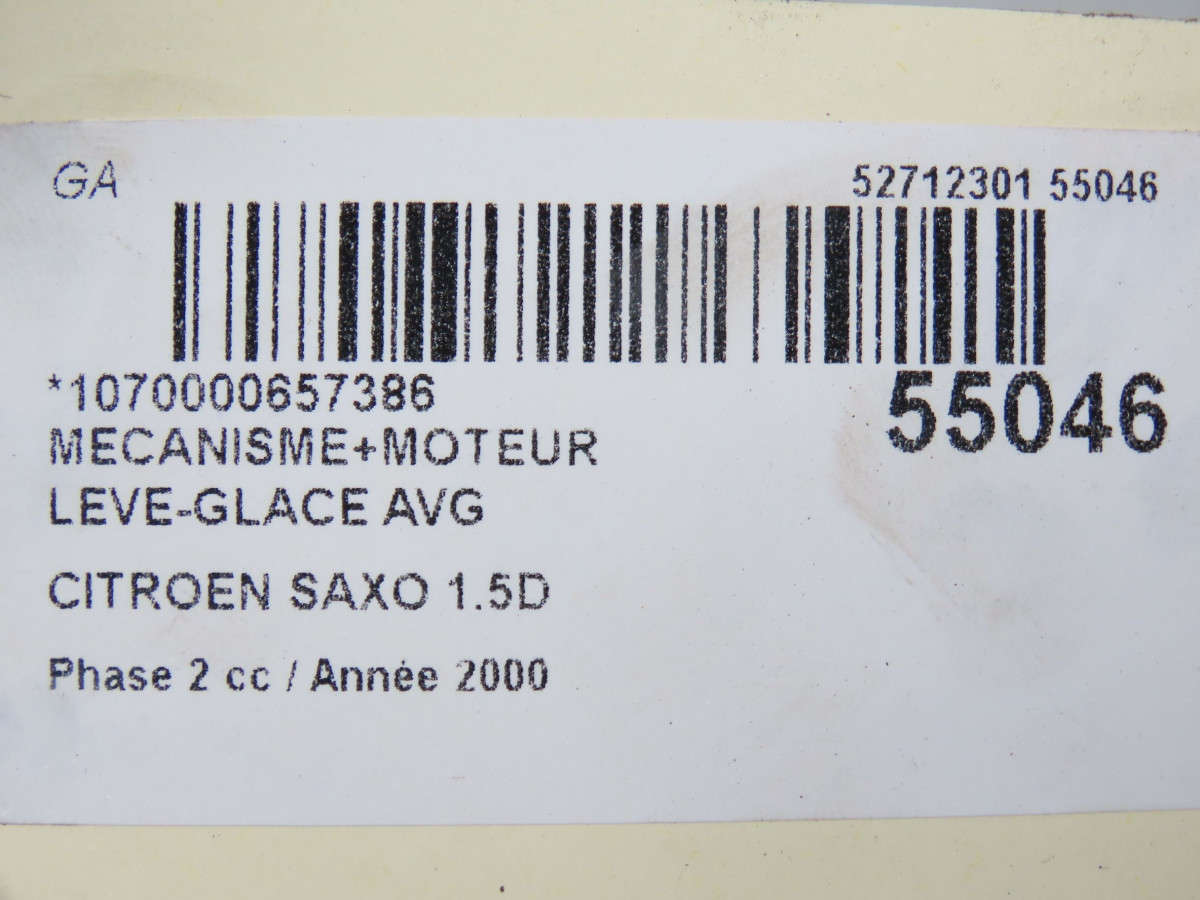 GA
52712301 55046
*1070000657386
55046
MECANISME+MOTEUR
LEVE-GLACE AVG
CITROEN SAXO 1.5D
Phase 2 cc / Année 2000